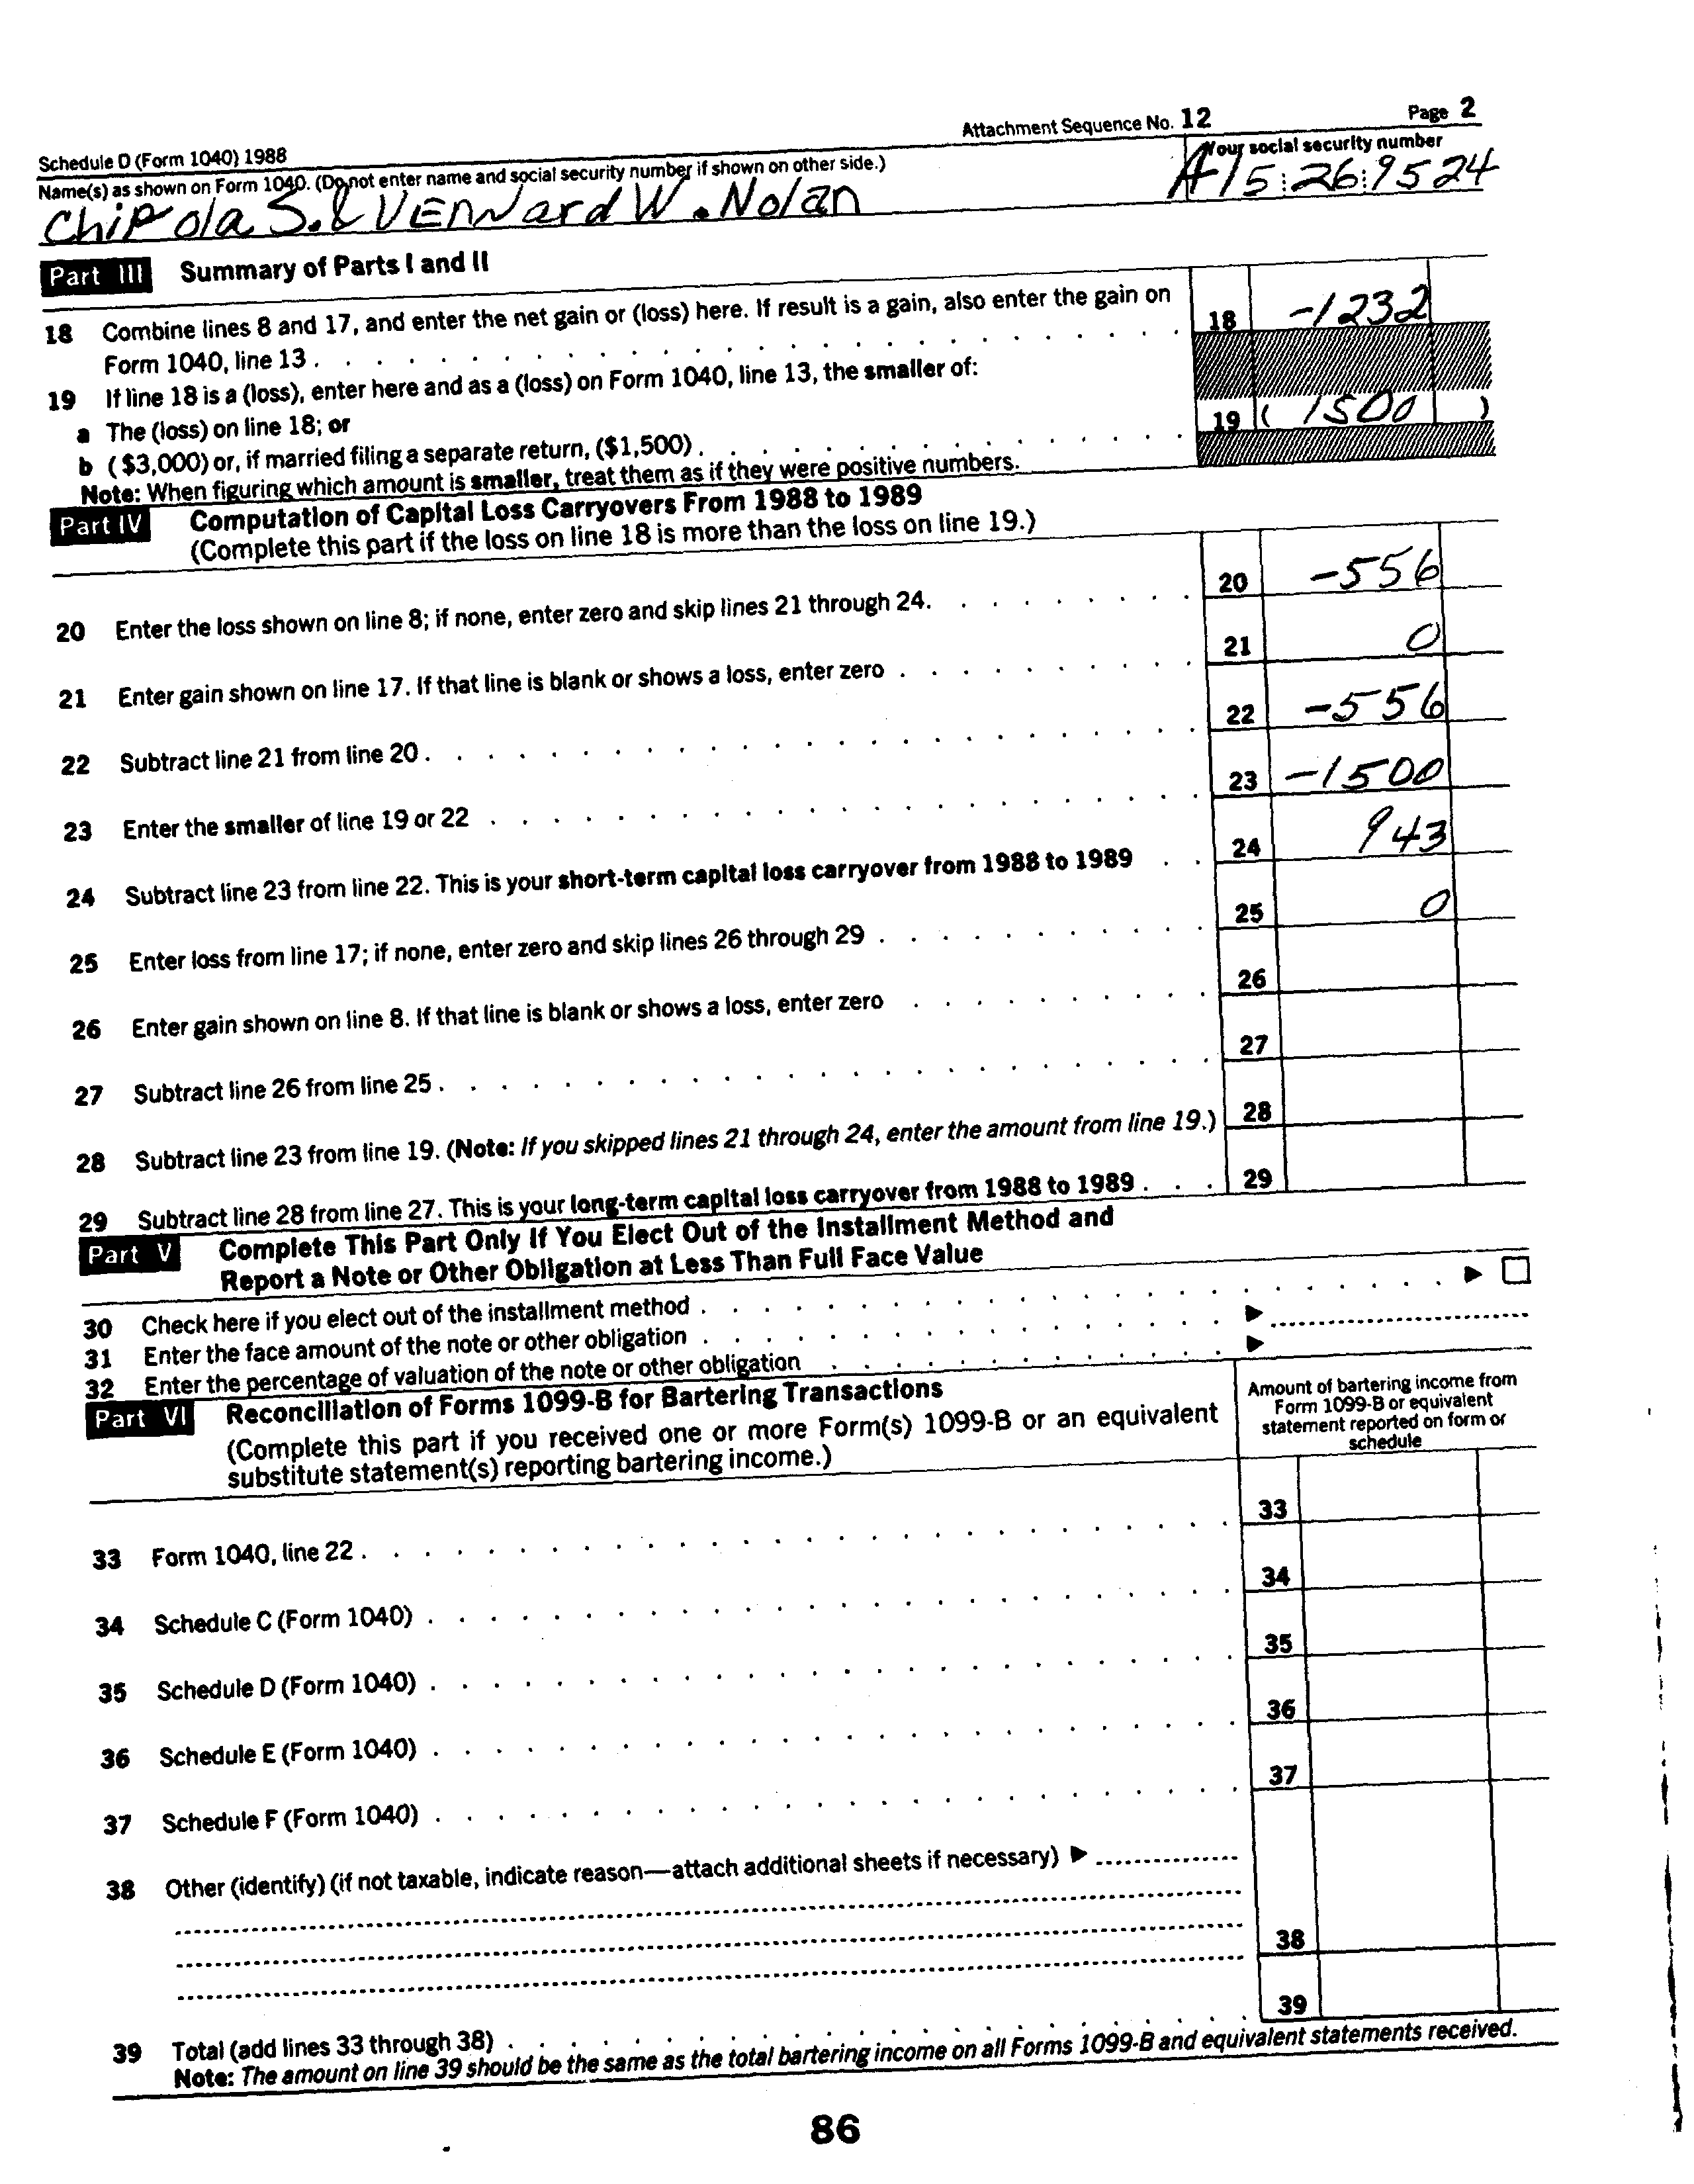 Attachment Sequence No. 12 Page 2
Schedule D (Form 1040) 1988
Name(s) as shown on Form 1040. (Do not enter name and social security number if shown on other side.) Your social security number
Chipola S. & VENNard W. Nolan 5:26:9524
Part III Summary of Parts I and II
18 Combine lines 8 and 17, and enter the net gain or (loss) here. If result is a gain, also enter the gain on
Form 1040, line 13 . . . 18 -1232
19 If line 18 is a (loss), enter here and as a (loss) on Form 1040, line 13, the smaller of:
a The (loss) on line 18; or
b ($3,000) or, if married filing a separate return, ($1,500) . . . 19 ( 1500 )
Note: When figuring which amount is smaller, treat them as if they were positive numbers.
Part IV Computation of Capital Loss Carryovers From 1988 to 1989
(Complete this part if the loss on line 18 is more than the loss on line 19.)
20 Enter the loss shown on line 8; if none, enter zero and skip lines 21 through 24. . . . 20 -556
21 Enter gain shown on line 17. If that line is blank or shows a loss, enter zero . . . 21 0
22 Subtract line 21 from line 20 . . . 22 -556
23 Enter the smaller of line 19 or 22 . . . 23 -1500
24 Subtract line 23 from line 22. This is your short-term capital loss carryover from 1988 to 1989 . . 24 943
25 Enter loss from line 17; if none, enter zero and skip lines 26 through 29 . . . 25 0
26 Enter gain shown on line 8. If that line is blank or shows a loss, enter zero . . . 26
27 Subtract line 26 from line 25 . . . 27
28 Subtract line 23 from line 19. (Note: If you skipped lines 21 through 24, enter the amount from line 19.) 28
29 Subtract line 28 from line 27. This is your long-term capital loss carryover from 1988 to 1989 . . . 29
Part V Complete This Part Only If You Elect Out of the Installment Method and
Report a Note or Other Obligation at Less Than Full Face Value
30 Check here if you elect out of the installment method . . . ▶ □
31 Enter the face amount of the note or other obligation . . . ▶
32 Enter the percentage of valuation of the note or other obligation . . . ▶
Part VI Reconciliation of Forms 1099-B for Bartering Transactions
(Complete this part if you received one or more Form(s) 1099-B or an equivalent
substitute statement(s) reporting bartering income.)
Amount of bartering income from
Form 1099-B or equivalent
statement reported on form or
schedule
33 Form 1040, line 22 . . . 33
34 Schedule C (Form 1040) . . . 34
35 Schedule D (Form 1040) . . . 35
36 Schedule E (Form 1040) . . . 36
37 Schedule F (Form 1040) . . . 37
38 Other (identify) (if not taxable, indicate reason—attach additional sheets if necessary) ▶
38
39 Total (add lines 33 through 38) . . . 39
Note: The amount on line 39 should be the same as the total bartering income on all Forms 1099-B and equivalent statements received.
86